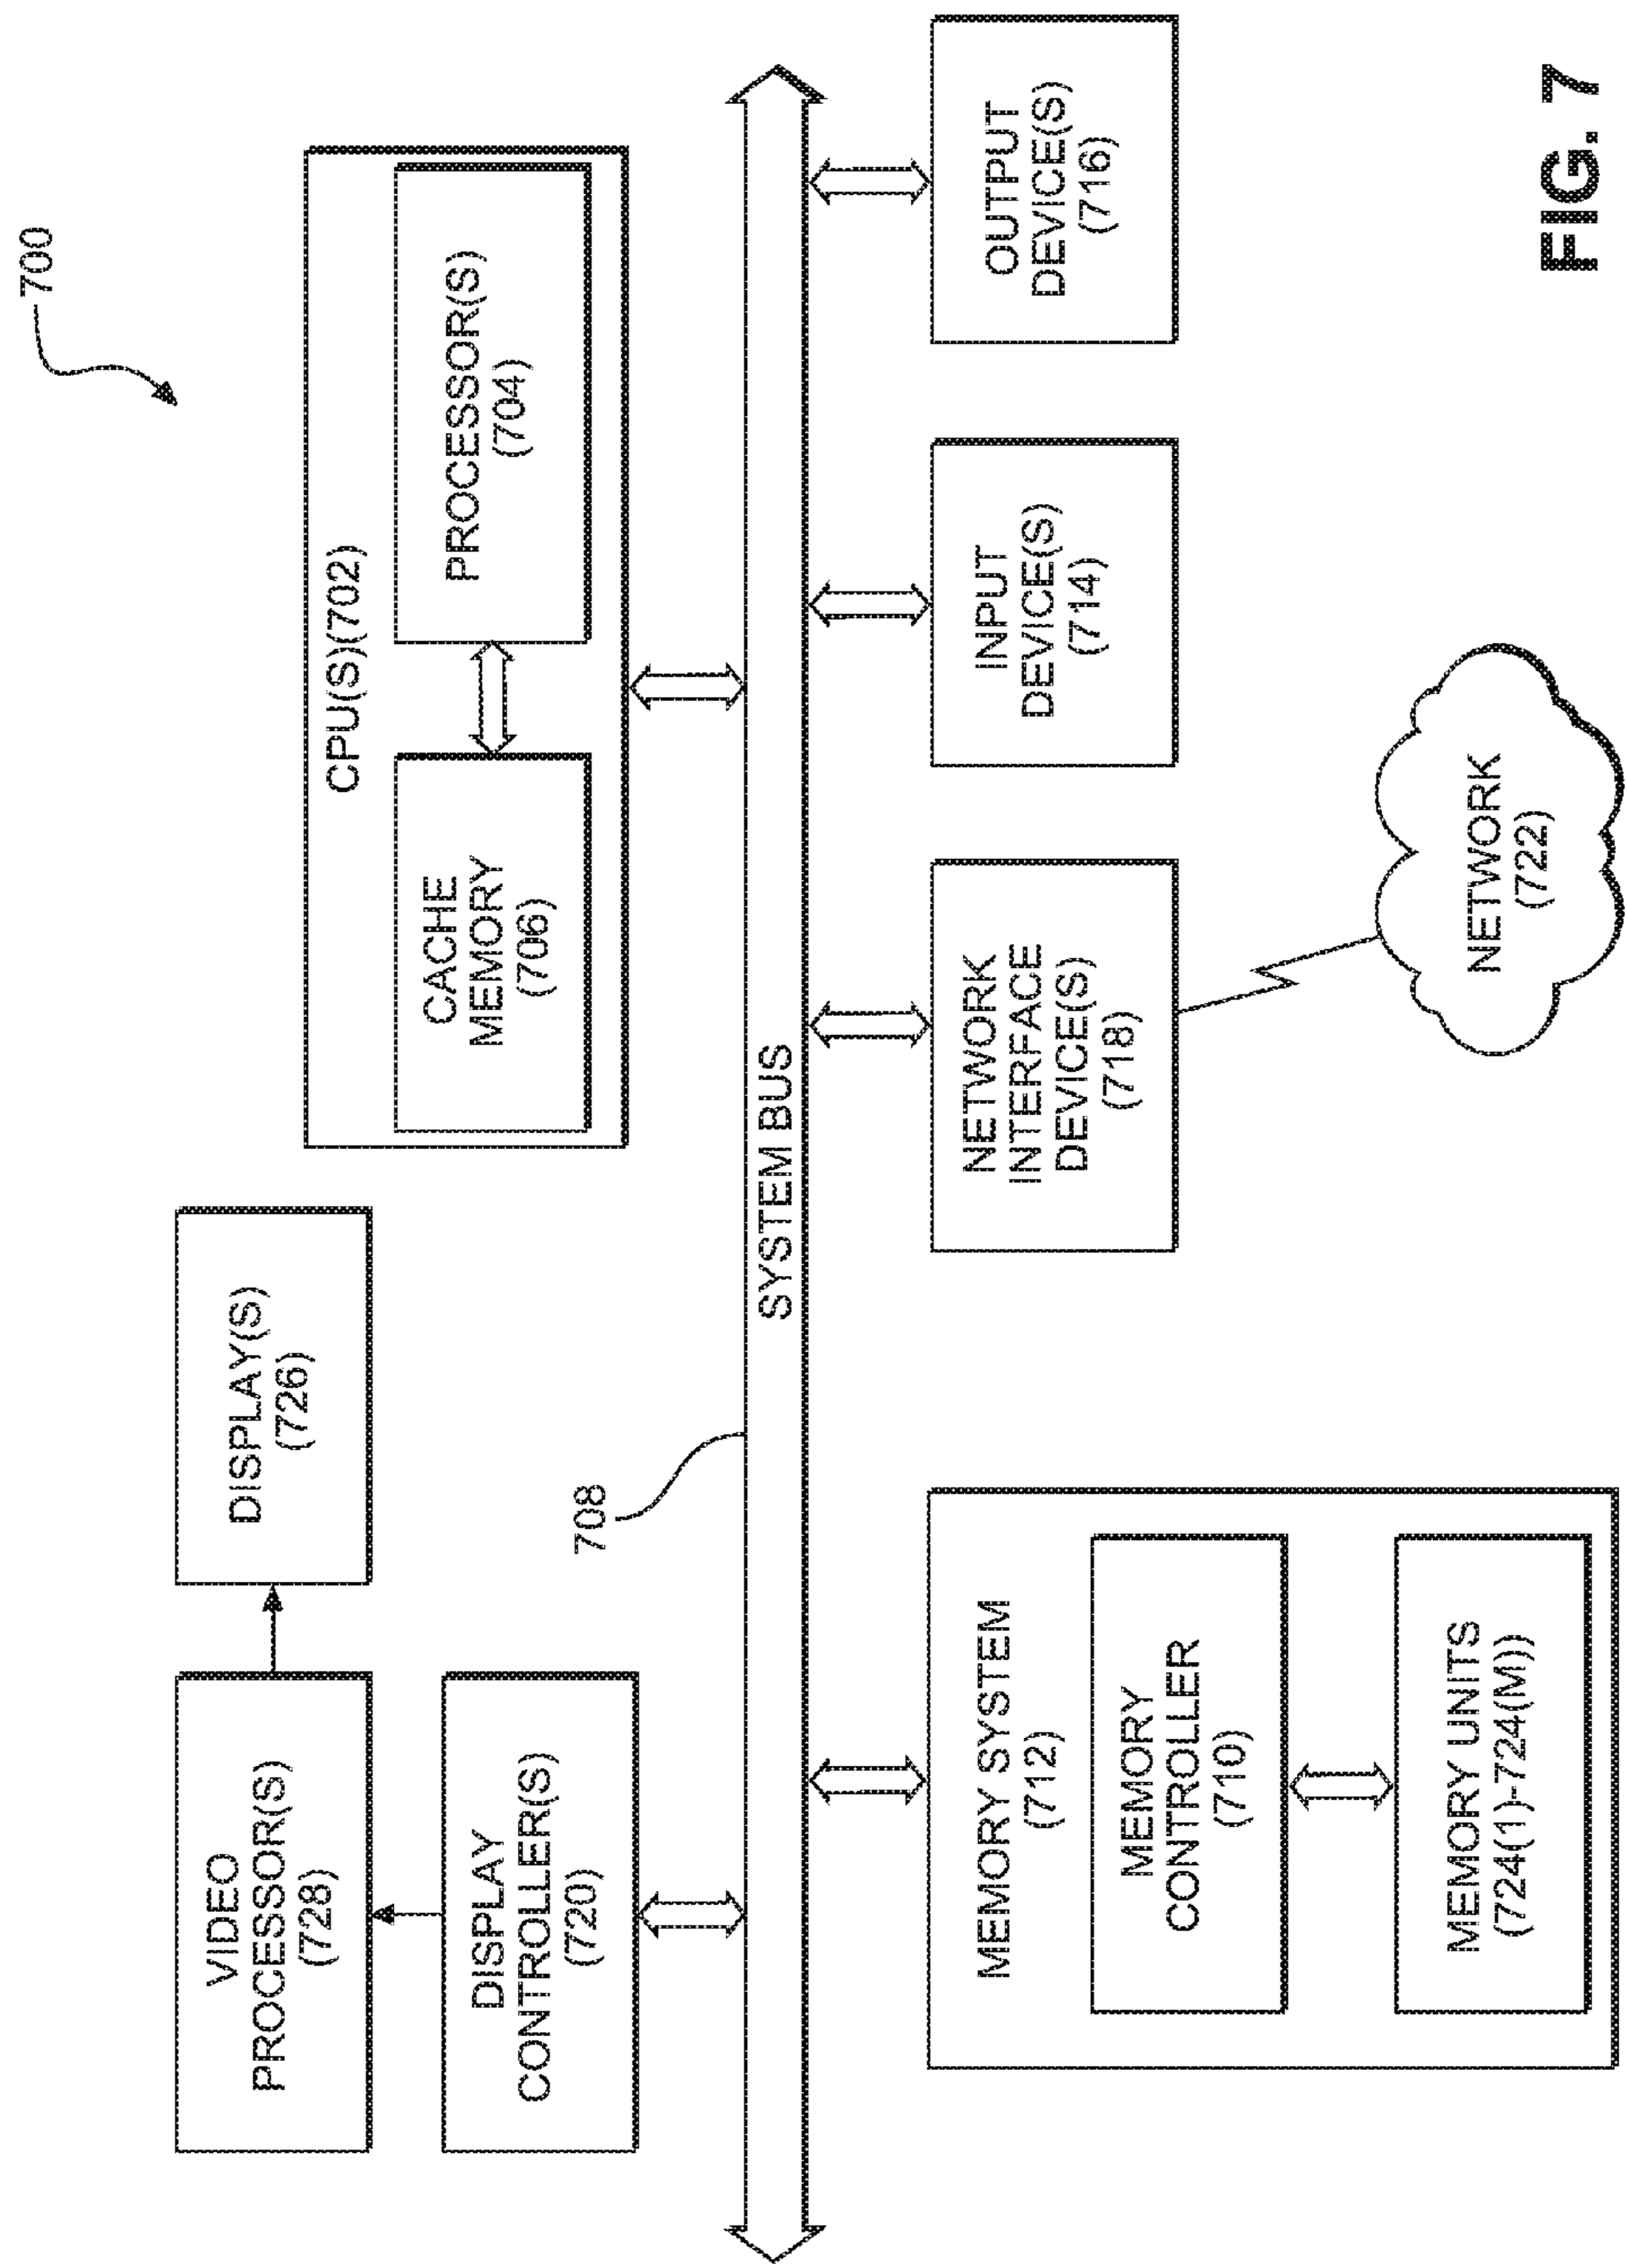 700
VIDEO
PROCESSOR(S)
(728)
DISPLAY(S)
(726)
DISPLAY
CONTROLLER(S)
(720)
CPU(S)(702)
CACHE
MEMORY
(706)
PROCESSOR(S)
(704)
708
SYSTEM BUS
MEMORY SYSTEM
(712)
MEMORY
CONTROLLER
(710)
MEMORY UNITS
(724(1)-724(M))
NETWORK
INTERFACE
DEVICE(S)
(718)
INPUT
DEVICE(S)
(714)
OUTPUT
DEVICE(S)
(716)
NETWORK
(722)
FIG. 7